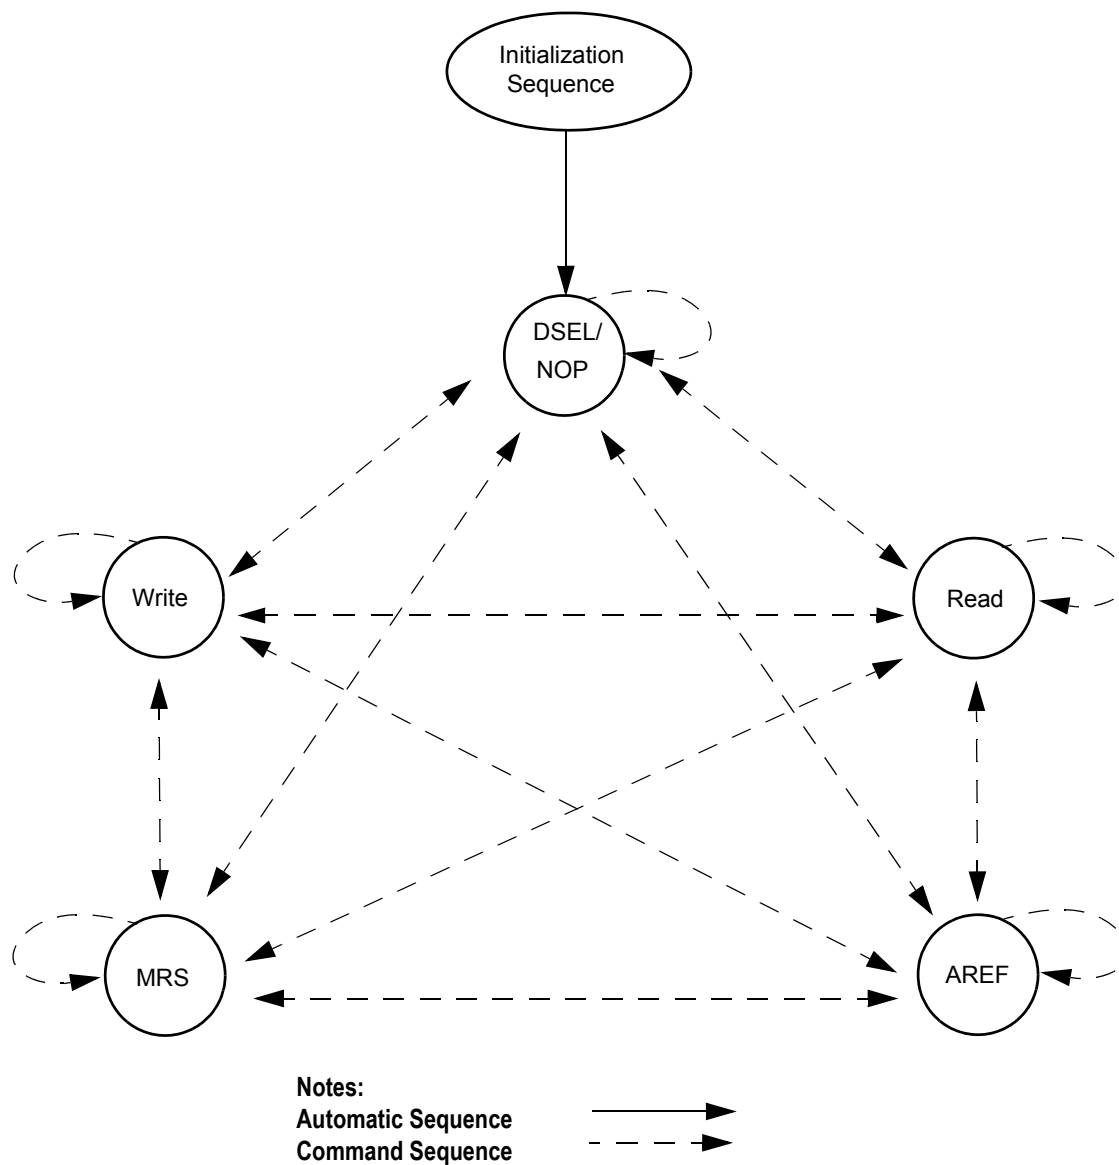 Initialization
Sequence
DSEL/
NOP
Write
Read
MRS
AREF
Notes:
Automatic Sequence
Command Sequence